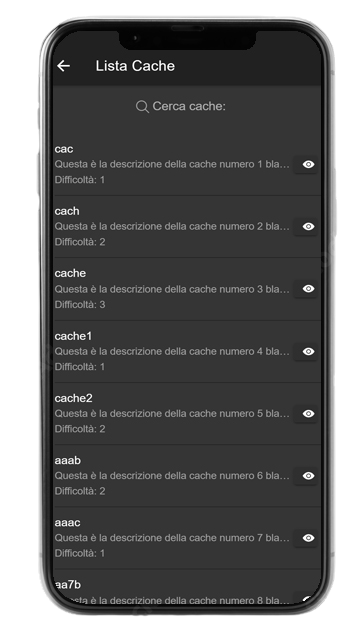 Lista Cache
Cerca cache:
cac
Questa è la descrizione della cache numero 1 bla...
Difficoltà: 1
cach
Questa è la descrizione della cache numero 2 bla...
Difficoltà: 2
cache
Questa è la descrizione della cache numero 3 bla...
Difficoltà: 3
cache1
Questa è la descrizione della cache numero 4 bla...
Difficoltà: 1
cache2
Questa è la descrizione della cache numero 5 bla...
Difficoltà: 2
aaab
Questa è la descrizione della cache numero 6 bla...
Difficoltà: 2
aaac
Questa è la descrizione della cache numero 7 bla...
Difficoltà: 1
aa7b
Questa è la descrizione della cache numero 8 bla...